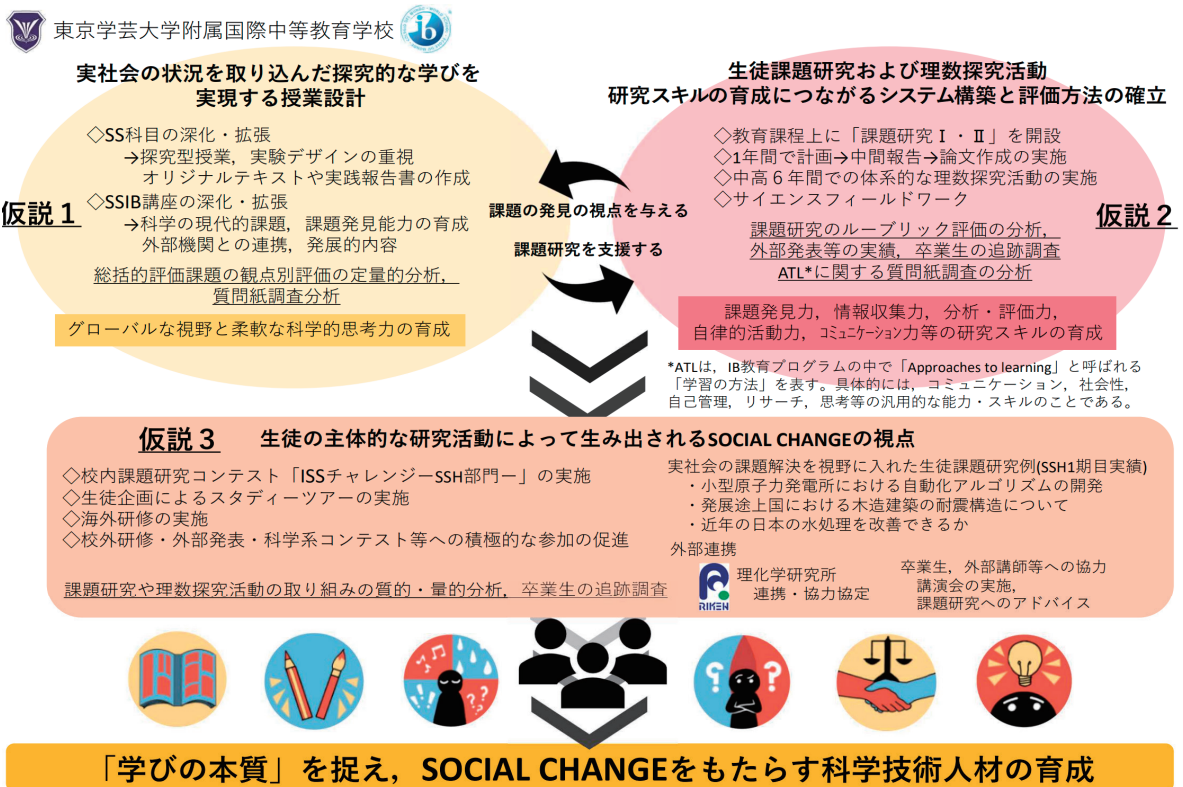 東京学芸大学附属国際中等教育学校
ib
実社会の状況を取り込んだ探究的な学びを
実現する授業設計
◇SS科目の深化・拡張
→探究型授業，実験デザインの重視
オリジナルテキストや実践報告書の作成
◇SSIB講座の深化・拡張
→科学の現代的課題，課題発見能力の育成
外部機関との連携，発展的内容
仮説１
総括的評価課題の観点別評価の定量的分析，
質問紙調査分析
グローバルな視野と柔軟な科学的思考力の育成
課題の発見の視点を与える
課題研究を支援する
生徒課題研究および理数探究活動
研究スキルの育成につながるシステム構築と評価方法の確立
◇教育課程上に「課題研究Ⅰ・Ⅱ」を開設
◇1年間で計画→中間報告→論文作成の実施
◇中高６年間での体系的な理数探究活動の実施
◇サイエンスフィールドワーク
仮説２
課題研究のルーブリック評価の分析，
外部発表等の実績，卒業生の追跡調査
ATL*に関する質問紙調査の分析
課題発見力，情報収集力，分析・評価力，
自律的活動力，ｺﾐｭﾆｹｰｼｮﾝ力等の研究スキルの育成
*ATLは，IB教育プログラムの中で「Approaches to learning」と呼ばれる
「学習の方法」を表す。具体的には，コミュニケーション，社会性，
自己管理，リサーチ，思考等の汎用的な能力・スキルのことである。
仮説３
生徒の主体的な研究活動によって生み出されるSOCIAL CHANGEの視点
◇校内課題研究コンテスト「ISSチャレンジーSSH部門ー」の実施
◇生徒企画によるスタディーツアーの実施
◇海外研修の実施
◇校外研修・外部発表・科学系コンテスト等への積極的な参加の促進
課題研究や理数探究活動の取り組みの質的・量的分析，卒業生の追跡調査
実社会の課題解決を視野に入れた生徒課題研究例(SSH1期目実績)
・小型原子力発電所における自動化アルゴリズムの開発
・発展途上国における木造建築の耐震構造について
・近年の日本の水処理を改善できるか
外部連携
RIKEN
理化学研究所
連携・協力協定
卒業生，外部講師等への協力
講演会の実施，
課題研究へのアドバイス
「学びの本質」を捉え，SOCIAL CHANGEをもたらす科学技術人材の育成